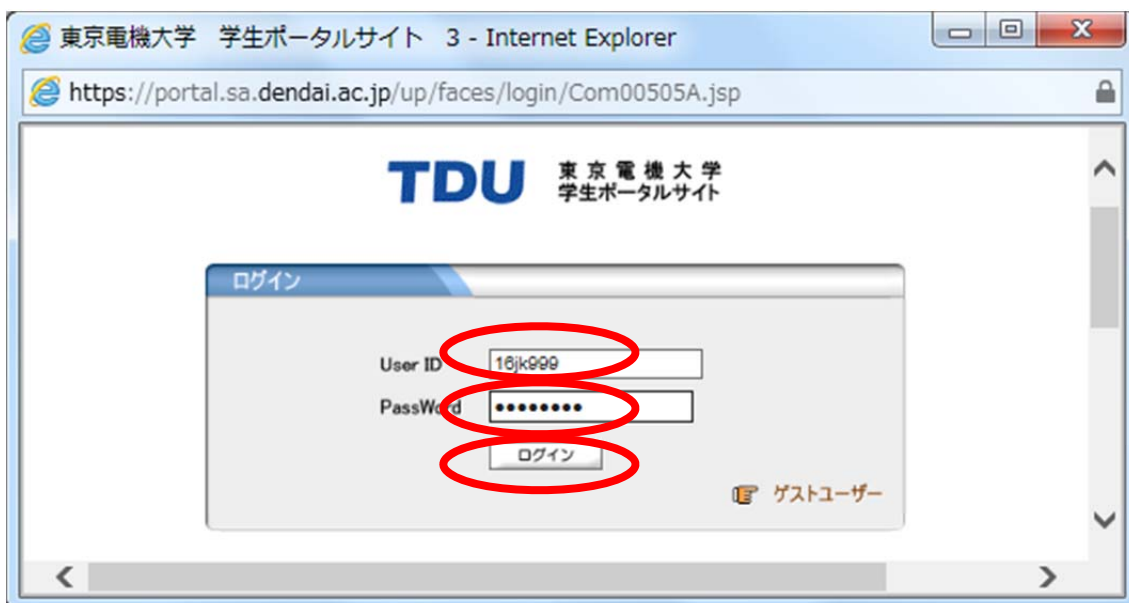 東京電機大学　学生ポータルサイト　3 - Internet Explorer
https://portal.sa.dendai.ac.jp/up/faces/login/Com00505A.jsp
TDU 東京電機大学
学生ポータルサイト
ログイン
User ID 16jk999
PassWord ••••••••
ログイン
ゲストユーザー